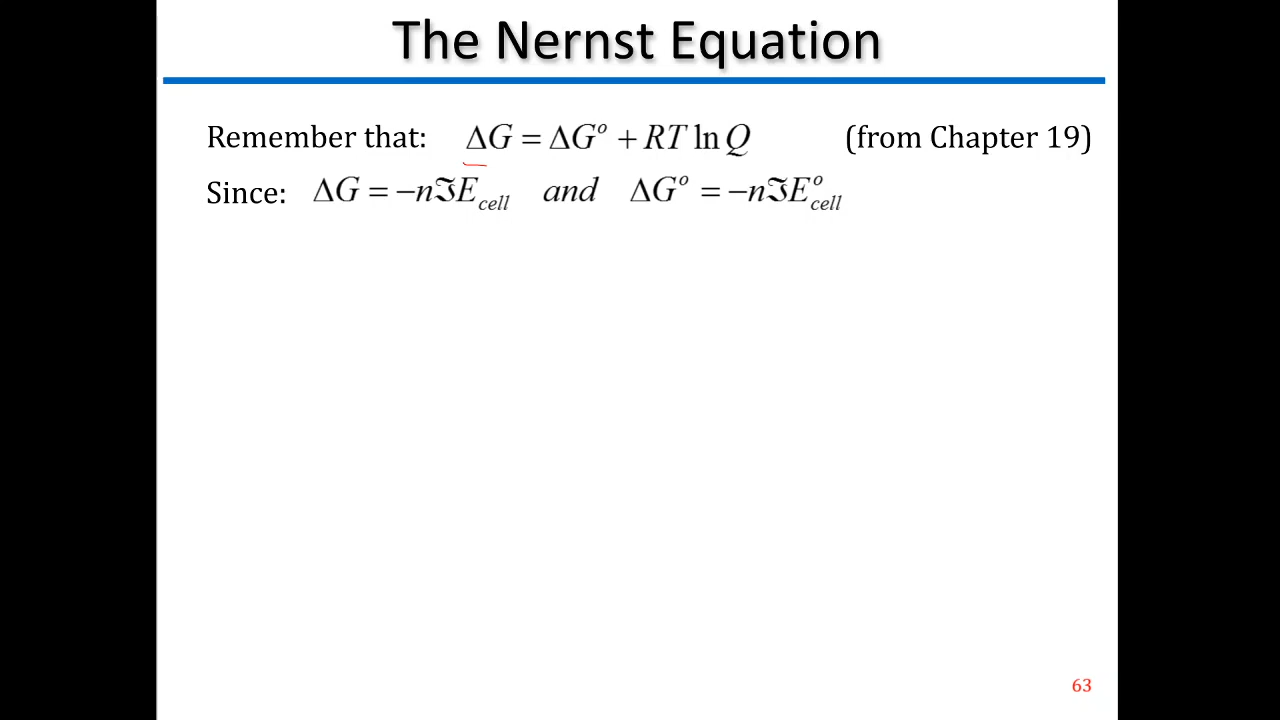 The Nernst Equation
Remember that: ΔG = ΔG° + RT ln Q (from Chapter 19)
Since: ΔG = −nℑE_cell and ΔG° = −nℑE°_cell
63